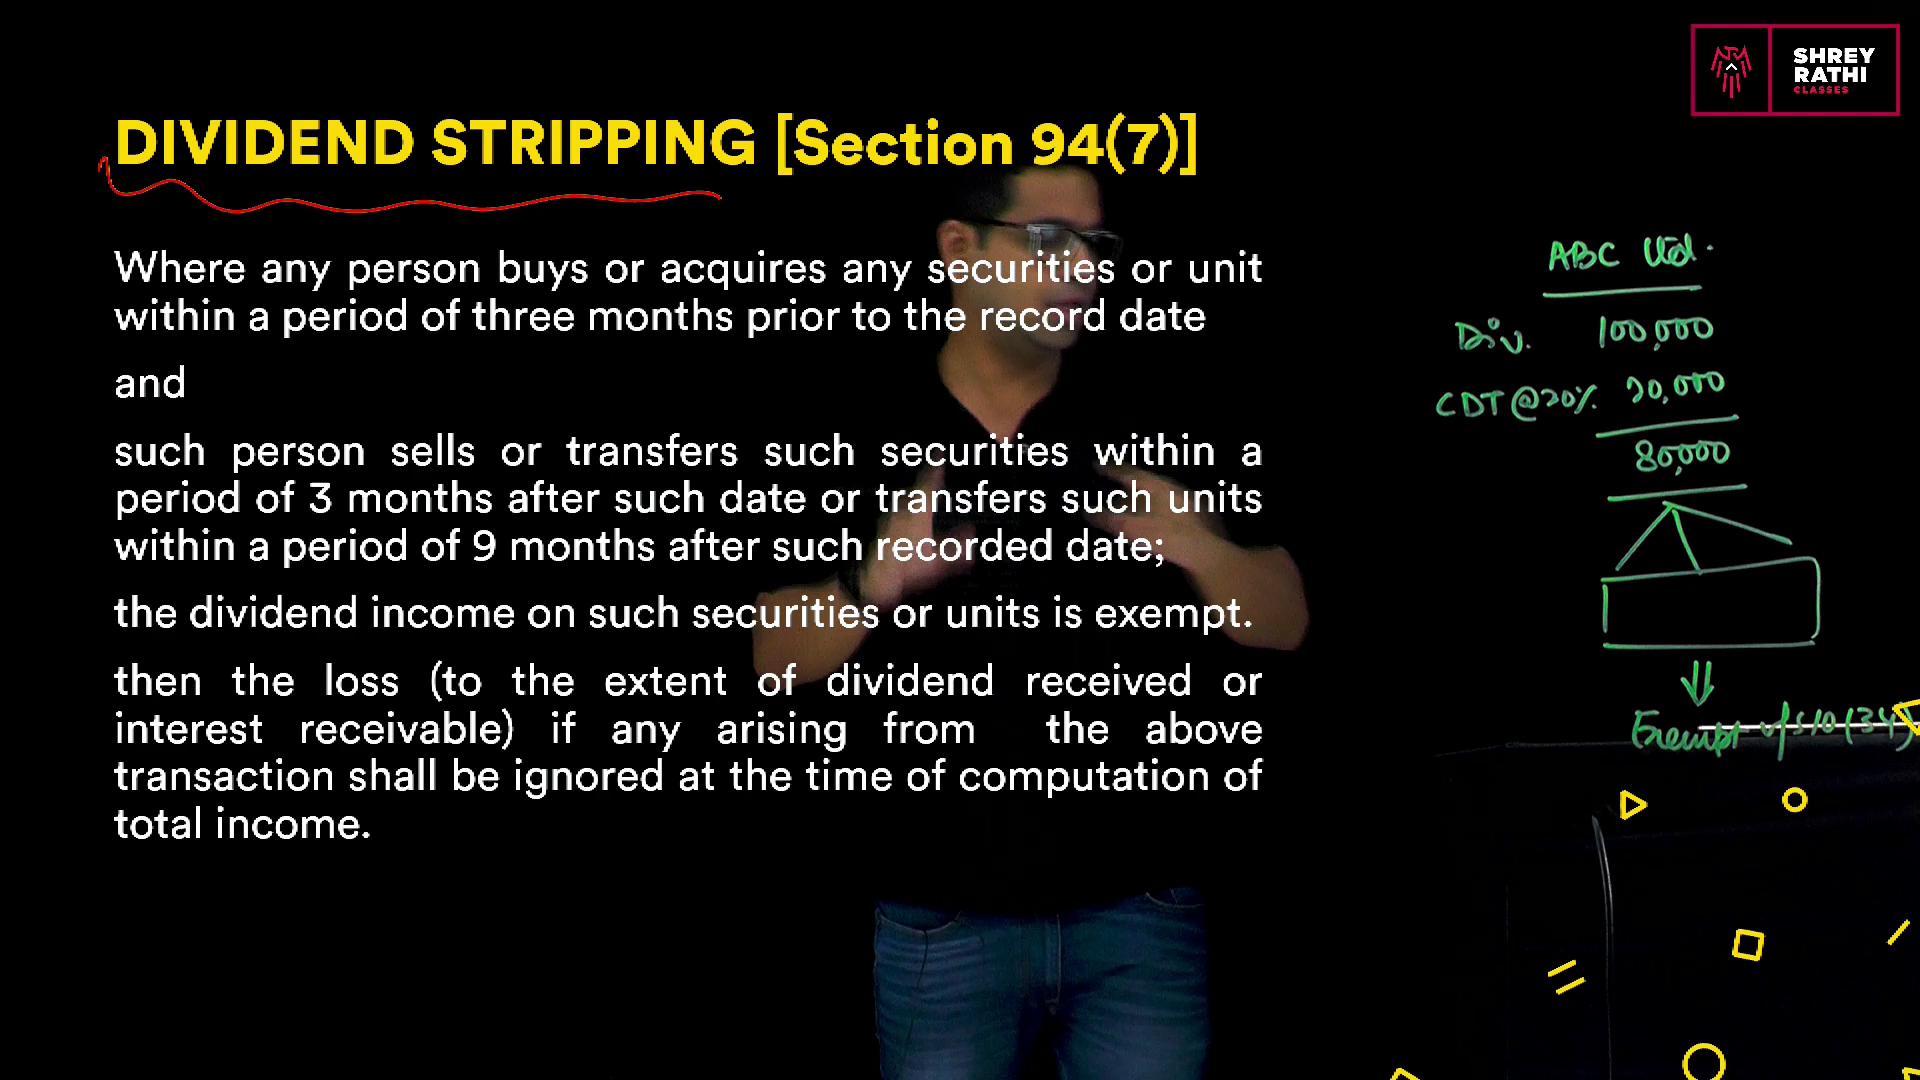 SHREY
RATHI
CLASSES
DIVIDEND STRIPPING [Section 94(7)]
Where any person buys or acquires any securities or unit
within a period of three months prior to the record date
and
such person sells or transfers such securities within a
period of 3 months after such date or transfers such units
within a period of 9 months after such recorded date;
the dividend income on such securities or units is exempt.
then the loss (to the extent of dividend received or
interest receivable) if any arising from the above
transaction shall be ignored at the time of computation of
total income.
ABC Ltd.
Div. 100,000
CDT @20% 20,000
80,000
Exempt u/s 10(34)